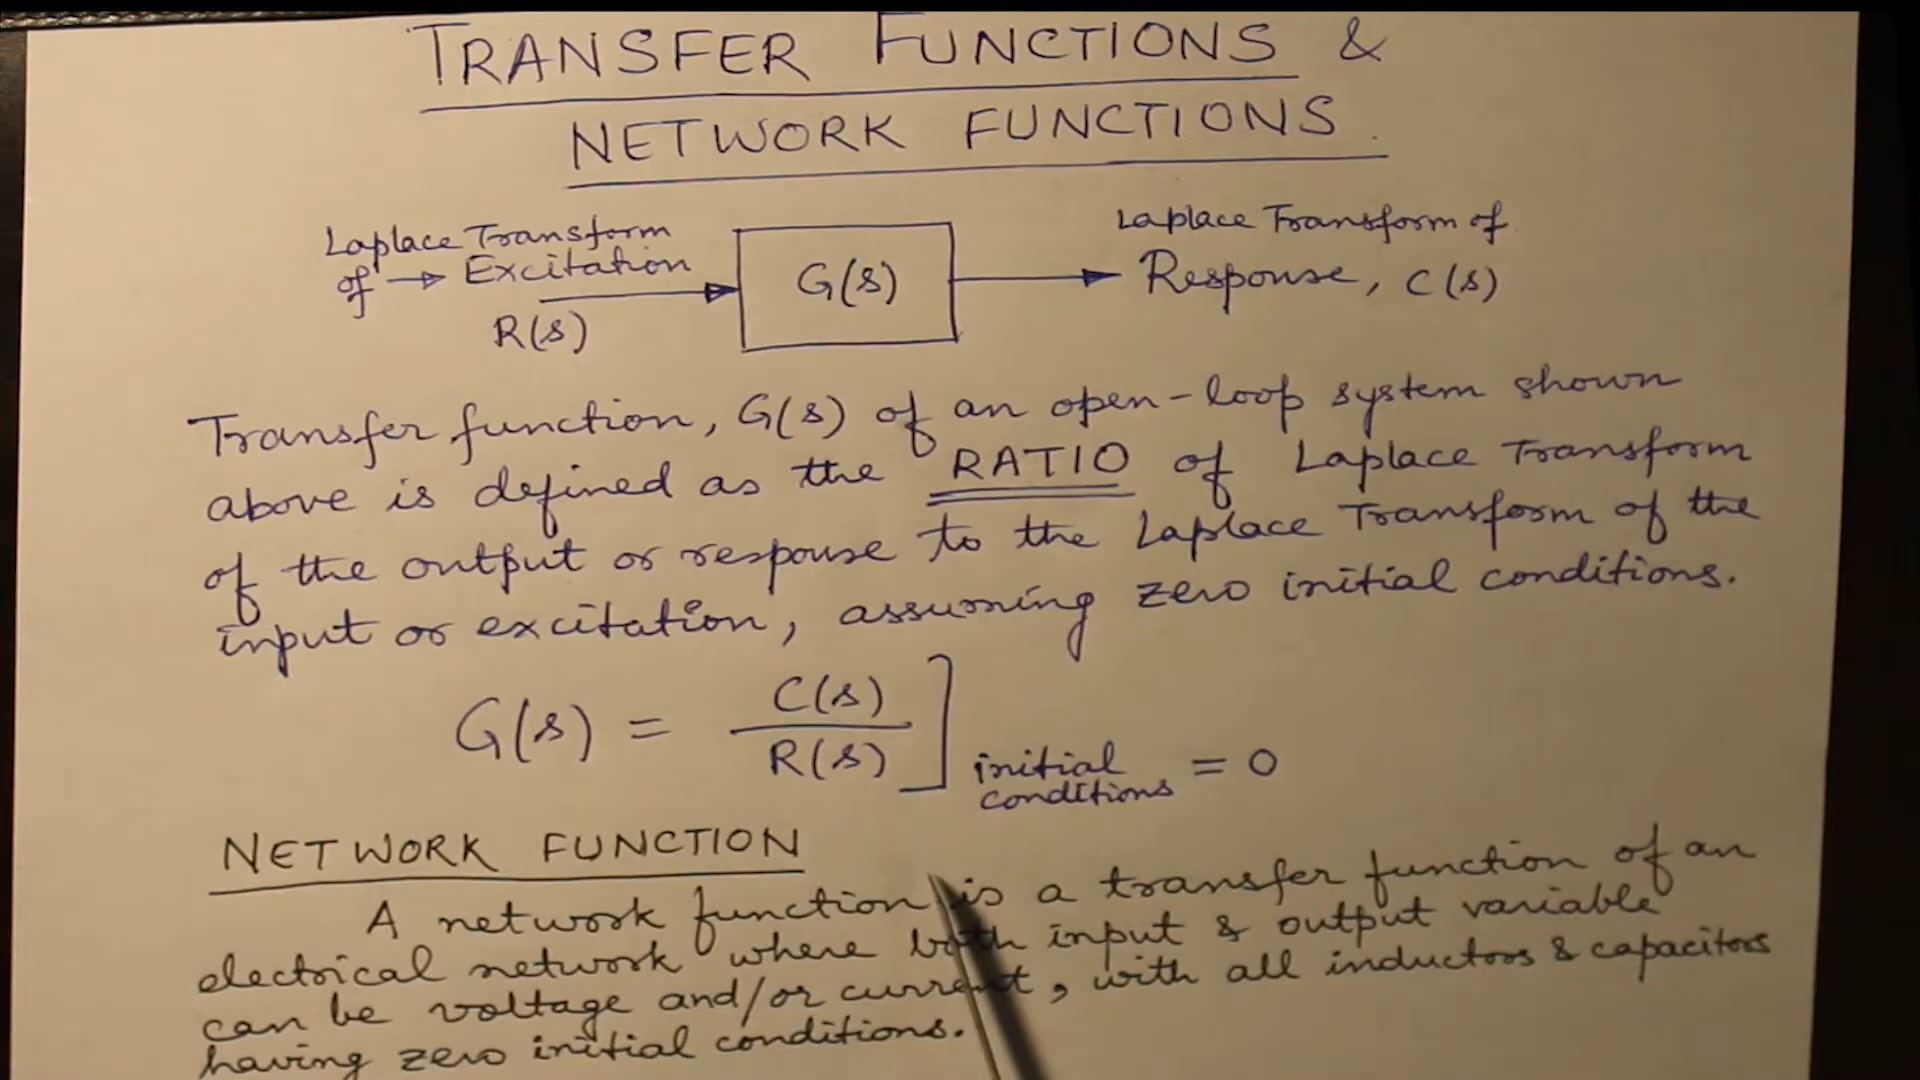 TRANSFER FUNCTIONS &
NETWORK FUNCTIONS.
Laplace Transform
of → Excitation
R(s)
G(s)
Laplace Transform of
Response, C(s)
Transfer function, G(s) of an open-loop system shown
above is defined as the RATIO of Laplace Transform
of the output or response to the Laplace Transform of the
input or excitation, assuming zero initial conditions.
G(s) = C(s)
R(s) ] initial
conditions = 0
NETWORK FUNCTION
A network function is a transfer function of an
electrical network where both input & output variable
can be voltage and/or current, with all inductors & capacitors
having zero initial conditions.